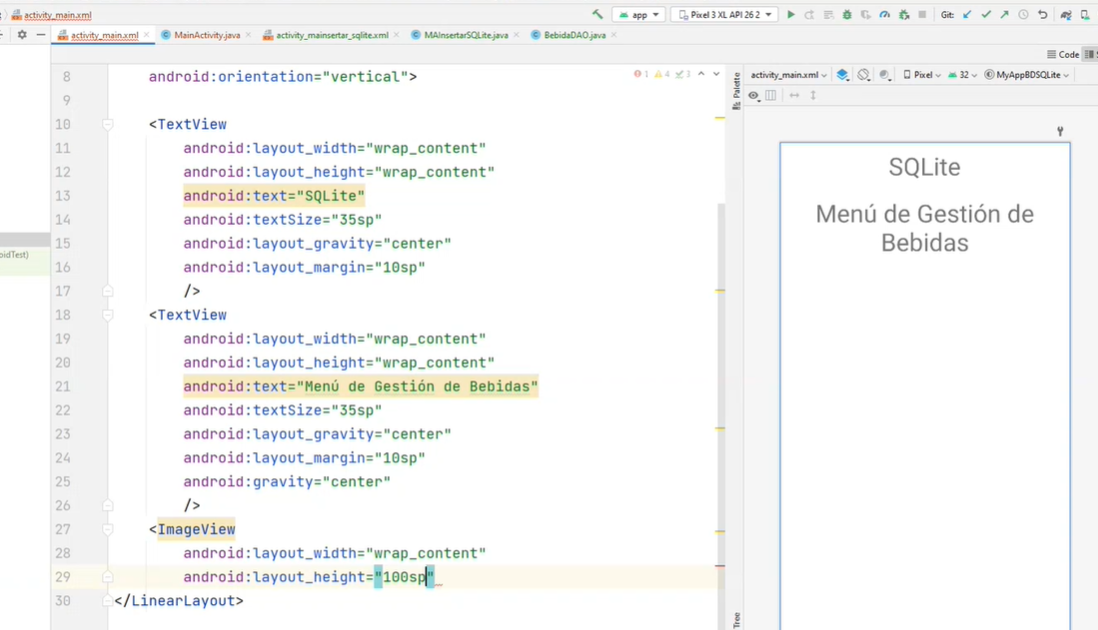 activity_main.xml
app
Pixel 3 XL API 26 2
Git:
activity_main.xml
MainActivity.java
activity_mainsertar_sqlite.xml
MAInsertarSQLite.java
BebidaDAO.java
Code
8 android:orientation="vertical">
1 4 3
9
10 <TextView
11 android:layout_width="wrap_content"
12 android:layout_height="wrap_content"
13 android:text="SQLite"
14 android:textSize="35sp"
15 android:layout_gravity="center"
16 android:layout_margin="10sp"
17 />
18 <TextView
19 android:layout_width="wrap_content"
20 android:layout_height="wrap_content"
21 android:text="Menú de Gestión de Bebidas"
22 android:textSize="35sp"
23 android:layout_gravity="center"
24 android:layout_margin="10sp"
25 android:gravity="center"
26 />
27 <ImageView
28 android:layout_width="wrap_content"
29 android:layout_height="100sp"
30 </LinearLayout>
oidTest)
Palette
Tree
activity_main.xml
Pixel
32
MyAppBDSQLite
SQLite
Menú de Gestión de
Bebidas